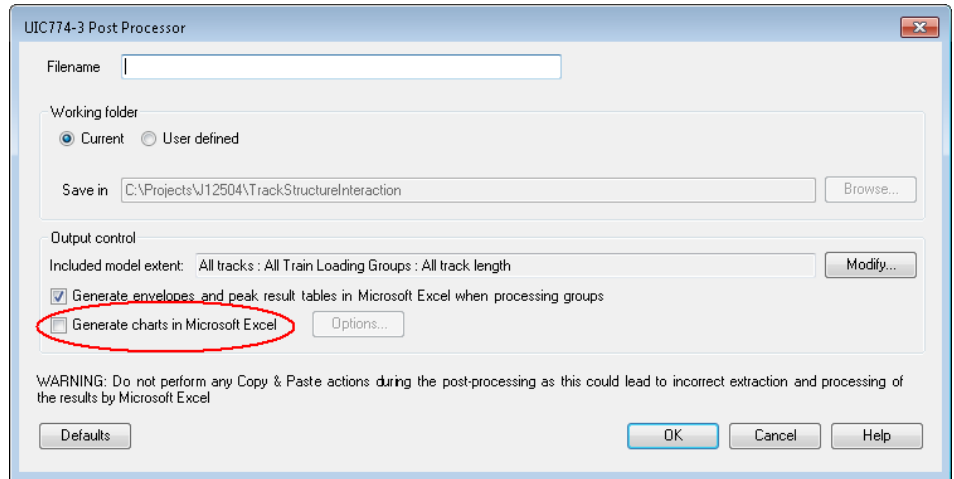 UIC774-3 Post Processor
Filename
Working folder
Current User defined
Save in C:\Projects\J12504\TrackStructureInteraction Browse...
Output control
Included model extent: All tracks : All Train Loading Groups : All track length Modify...
Generate envelopes and peak result tables in Microsoft Excel when processing groups
Generate charts in Microsoft Excel Options...
WARNING: Do not perform any Copy & Paste actions during the post-processing as this could lead to incorrect extraction and processing of
the results by Microsoft Excel
Defaults OK Cancel Help